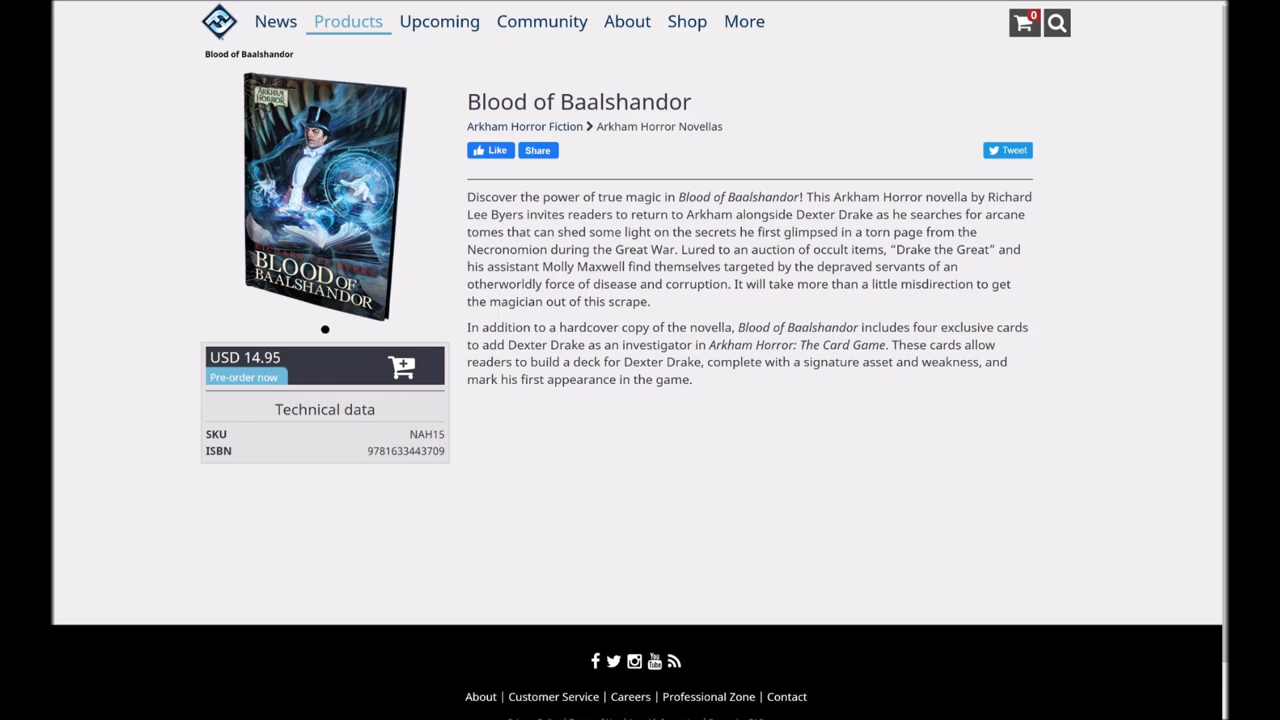 News Products Upcoming Community About Shop More 0
Blood of Baalshandor
ARKHAM
HORROR
RICHARD LEE BYERS
BLOOD OF
BAALSHANDOR
Blood of Baalshandor
Arkham Horror Fiction > Arkham Horror Novellas
Like Share Tweet
Discover the power of true magic in Blood of Baalshandor! This Arkham Horror novella by Richard
Lee Byers invites readers to return to Arkham alongside Dexter Drake as he searches for arcane
tomes that can shed some light on the secrets he first glimpsed in a torn page from the
Necronomion during the Great War. Lured to an auction of occult items, “Drake the Great” and
his assistant Molly Maxwell find themselves targeted by the depraved servants of an
otherworldly force of disease and corruption. It will take more than a little misdirection to get
the magician out of this scrape.
In addition to a hardcover copy of the novella, Blood of Baalshandor includes four exclusive cards
to add Dexter Drake as an investigator in Arkham Horror: The Card Game. These cards allow
readers to build a deck for Dexter Drake, complete with a signature asset and weakness, and
mark his first appearance in the game.
USD 14.95
Pre-order now
Technical data
SKU NAH15
ISBN 9781633443709
You
Tube
About | Customer Service | Careers | Professional Zone | Contact